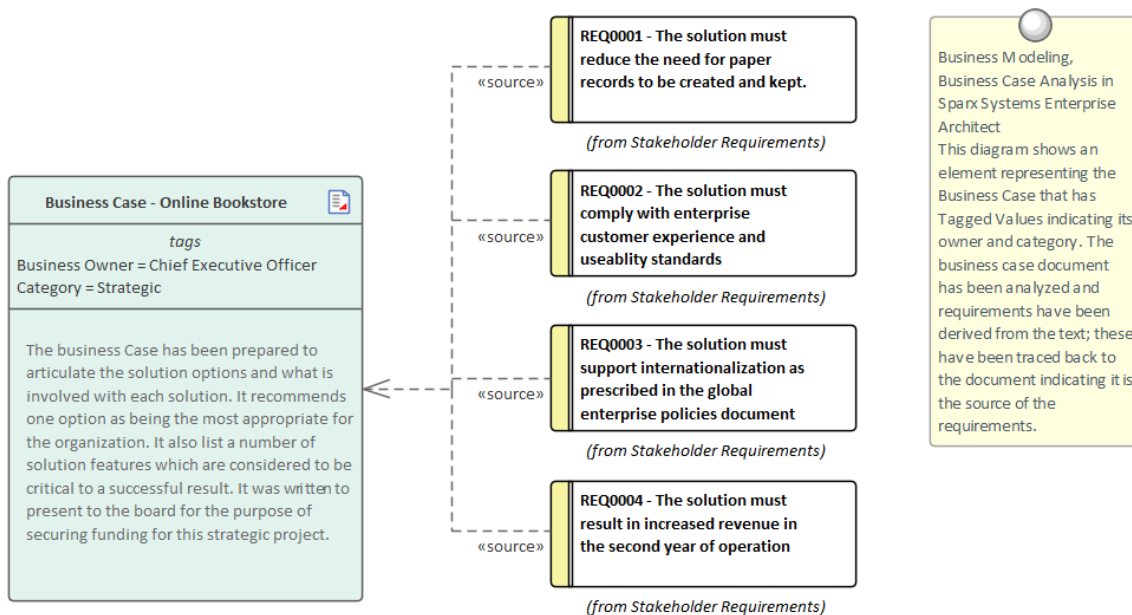 Business Case - Online Bookstore
tags
Business Owner = Chief Executive Officer
Category = Strategic
The business Case has been prepared to
articulate the solution options and what is
involved with each solution. It recommends
one option as being the most appropriate for
the organization. It also list a number of
solution features which are considered to be
critical to a successful result. It was written to
present to the board for the purpose of
securing funding for this strategic project.
«source»
REQ0001 - The solution must
reduce the need for paper
records to be created and kept.
(from Stakeholder Requirements)
«source»
REQ0002 - The solution must
comply with enterprise
customer experience and
useablity standards
(from Stakeholder Requirements)
«source»
REQ0003 - The solution must
support internationalization as
prescribed in the global
enterprise policies document
(from Stakeholder Requirements)
«source»
REQ0004 - The solution must
result in increased revenue in
the second year of operation
(from Stakeholder Requirements)
Business Modeling,
Business Case Analysis in
Sparx Systems Enterprise
Architect
This diagram shows an
element representing the
Business Case that has
Tagged Values indicating its
owner and category. The
business case document
has been analyzed and
requirements have been
derived from the text; these
have been traced back to
the document indicating it is
the source of the
requirements.